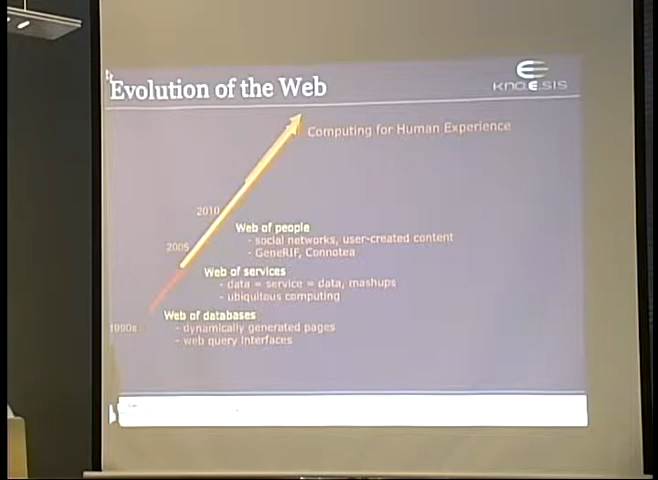 Evolution of the Web
KNO.E.SIS
Computing for Human Experience
2010
Web of people
- social networks, user-created content
- GeneRIF, Connotea
2005
Web of services
- data = service = data, mashups
- ubiquitous computing
Web of databases
1990s
- dynamically generated pages
- web query interfaces